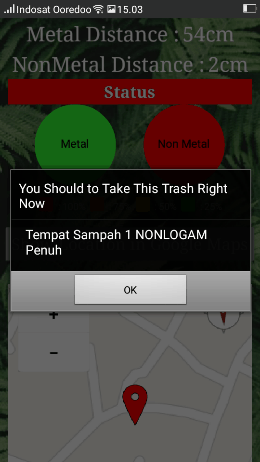 Indosat Ooredoo 15.03
Metal Distance : 54cm
NonMetal Distance : 2cm
Status
Metal Non Metal
You Should to Take This Trash Right
Now
Tempat Sampah 1 NONLOGAM
Penuh
OK
+
−